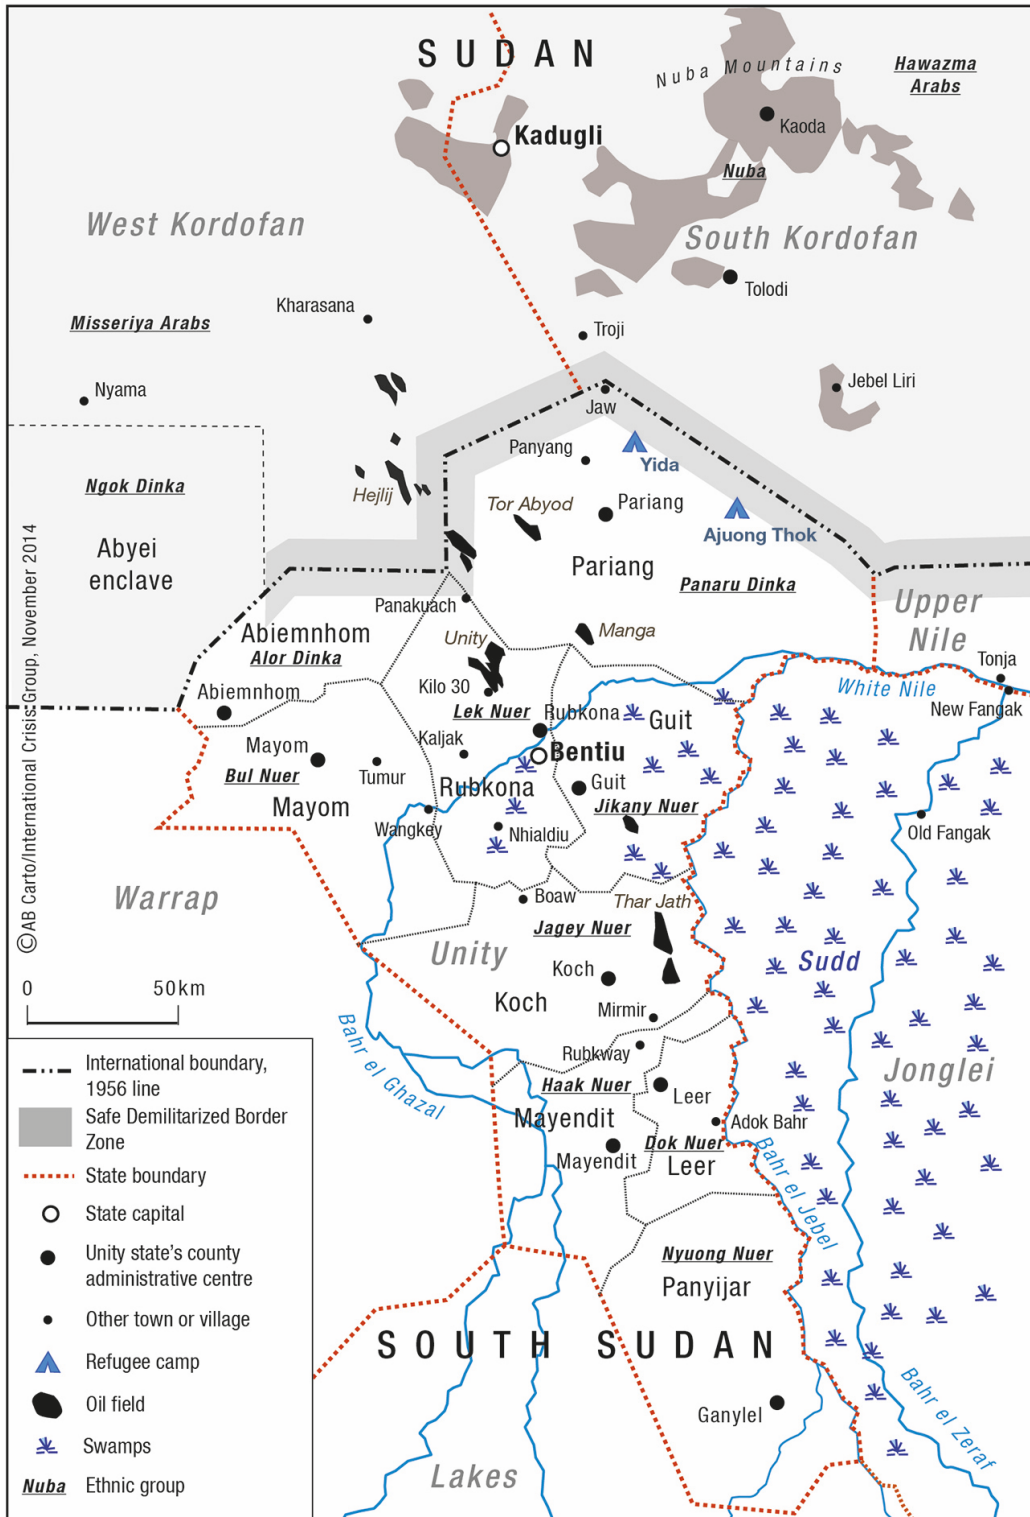 SUDAN
Nuba Mountains
Hawazma
Arabs
Kaoda
Kadugli
Nuba
West Kordofan
South Kordofan
Tolodi
Kharasana
Misseriya Arabs
Troji
Nyama
Jebel Liri
Jaw
Panyang
Yida
Ngok Dinka
Hejlij
Tor Abyod
Pariang
Ajuong Thok
Abyei
enclave
Pariang
Panaru Dinka
Panakuach
Upper
Nile
Abiemnhom
Alor Dinka
Unity
Manga
Tonja
White Nile
New Fangak
Abiemnhom
Kilo 30
Lek Nuer
Rubkona
Guit
Mayom
Kaljak
Bentiu
Bul Nuer
Tumur
Rubkona
Guit
Mayom
Jikany Nuer
Wangkey
Nhialdiu
Old Fangak
Warrap
Boaw
Thar Jath
Unity
Jagey Nuer
Sudd
Koch
Koch
Mirmir
Bahr el Ghazal
Rubkway
Jonglei
Haak Nuer
Leer
Mayendit
Adok Bahr
Mayendit
Dok Nuer
Leer
Bahr el Jebel
Nyuong Nuer
Panyijar
SOUTH SUDAN
Ganylel
Bahr el Zeraf
Lakes
©AB Carto/International Crisis Group, November 2014
0 50km
International boundary,
1956 line
Safe Demilitarized Border
Zone
State boundary
State capital
Unity state's county
administrative centre
Other town or village
Refugee camp
Oil field
Swamps
Nuba Ethnic group